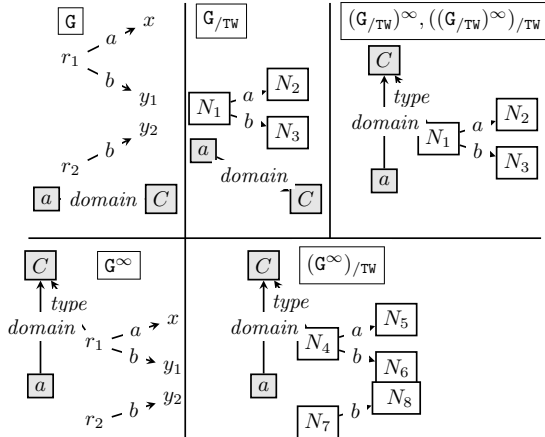 G
r₁
a
x
b
y₁
r₂
b
y₂
a domain C
G/TW
N₁
a
N₂
b
N₃
a
domain
C
(G/TW)∞, ((G/TW)∞)/TW
C
type
domain
N₁
a
N₂
b
N₃
a
G∞
C
type
domain
r₁
a
x
b
y₁
a
r₂
b
y₂
(G∞)/TW
C
type
domain
N₄
a
N₅
b
N₆
a
N₇
b
N₈